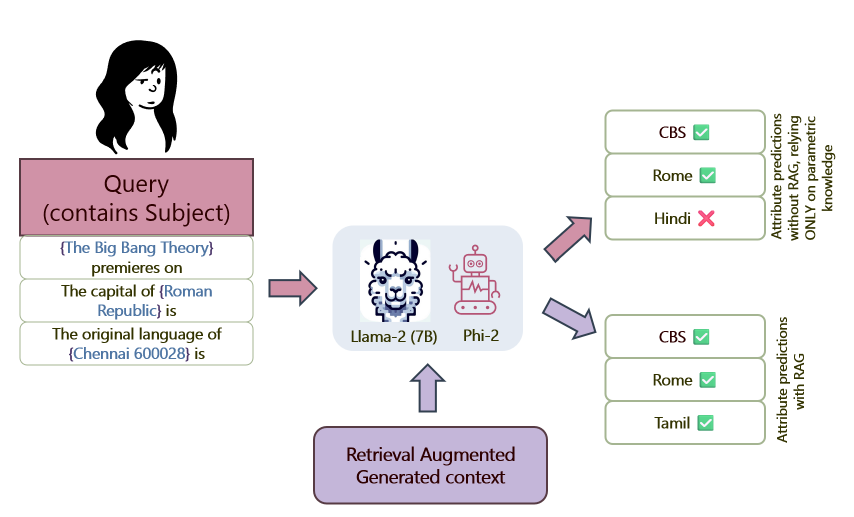 Query
(contains Subject)
{The Big Bang Theory}
premieres on
The capital of {Roman
Republic} is
The original language of
{Chennai 600028} is
Llama-2 (7B)
Phi-2
Retrieval Augmented
Generated context
CBS ✅
Rome ✅
Hindi ❌
Attribute predictions
without RAG, relying
ONLY on parametric
knowledge
CBS ✅
Rome ✅
Tamil ✅
Attribute predictions
with RAG